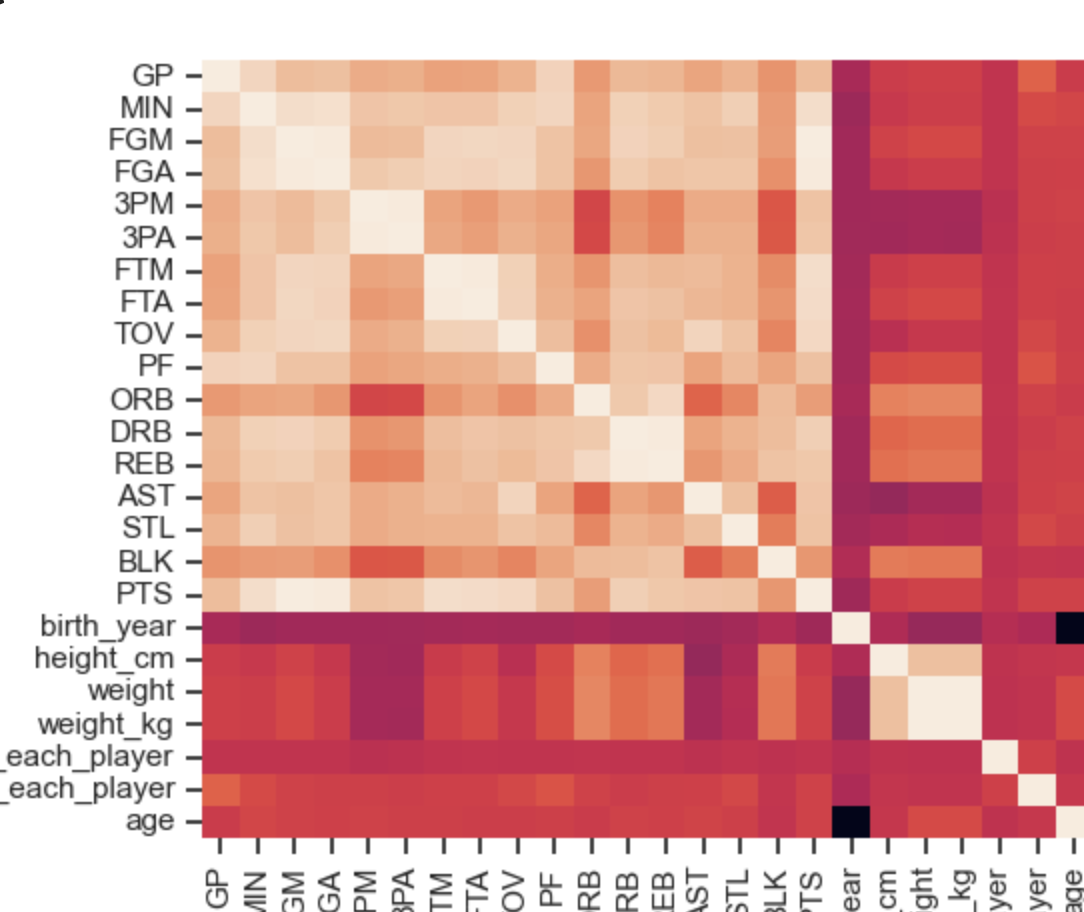 GP
MIN
FGM
FGA
3PM
3PA
FTM
FTA
TOV
PF
ORB
DRB
REB
AST
STL
BLK
PTS
birth_year
height_cm
weight
weight_kg
_each_player
_each_player
age
GP MIN GM GA PM 3PA TM FTA OV PF RB RB EB AST STL BLK PTS ear cm ight _kg yer yer age